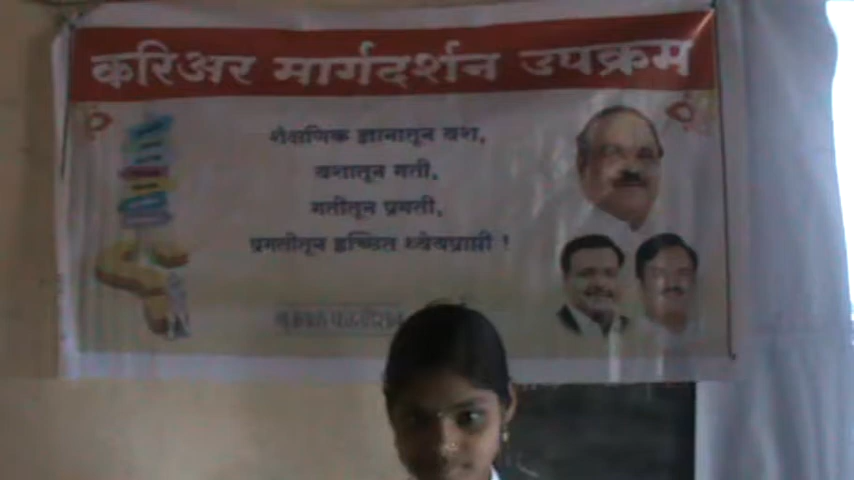 करिअर मार्गदर्शन उपक्रम
शैक्षणिक ज्ञानातून यश,
यशातून गती,
गतीतून प्रगती,
प्रगतीतून इच्छित ध्येयप्राप्ती !